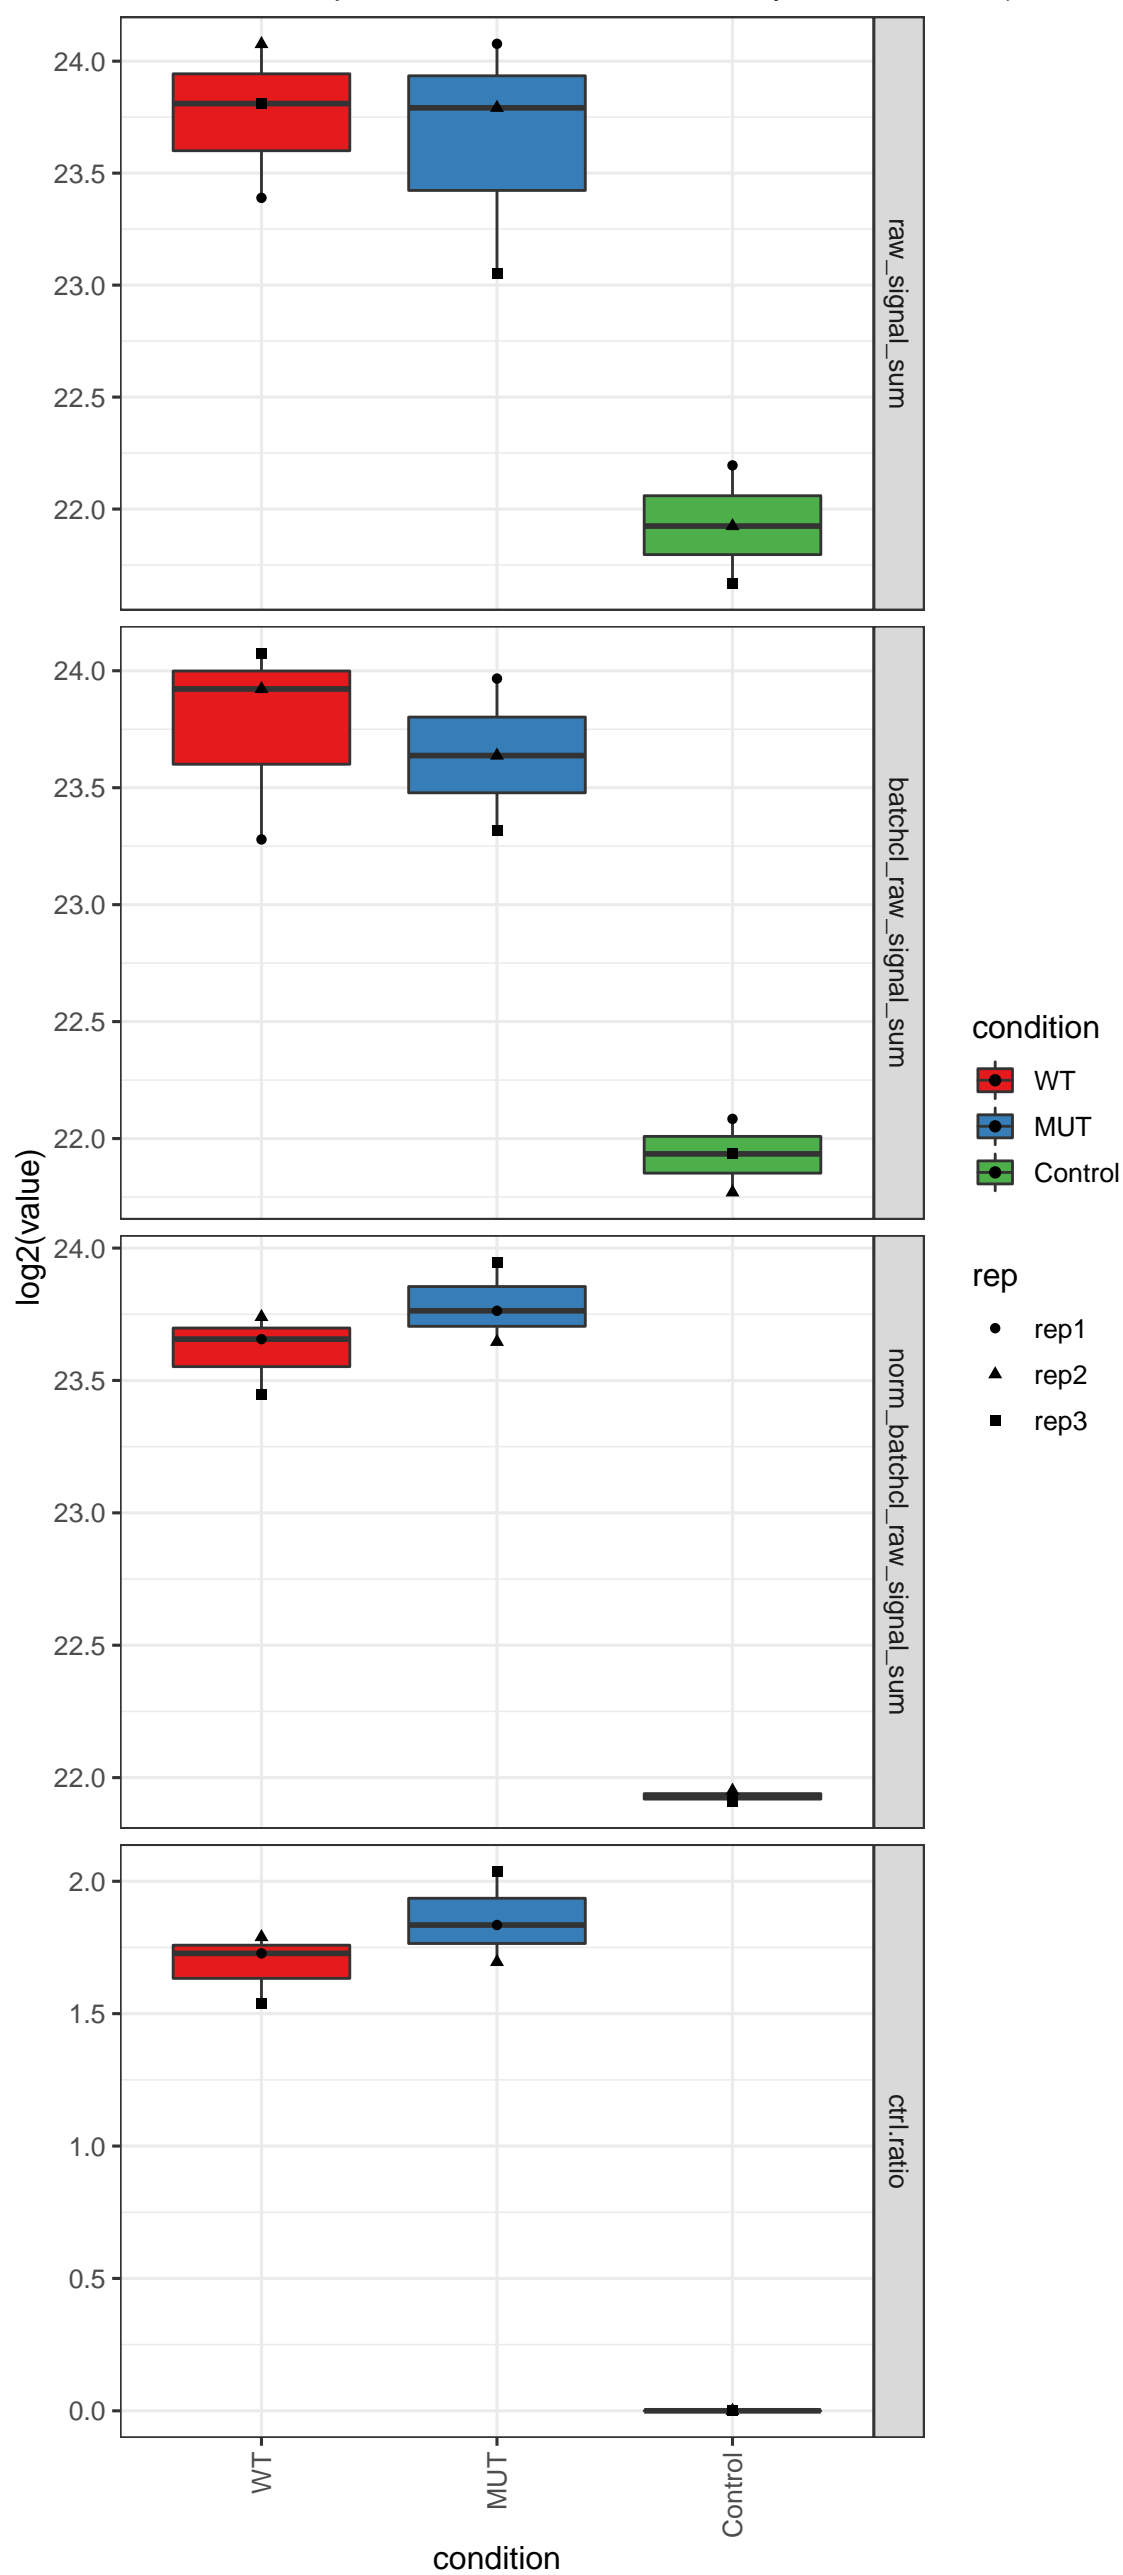 24.0
23.5
23.0
22.5
22.0
raw_signal_sum
24.0
23.5
23.0
22.5
22.0
batchcl_raw_signal_sum
24.0
23.5
23.0
22.5
22.0
norm_batchcl_raw_signal_sum
2.0
1.5
1.0
0.5
0.0
ctrl.ratio
log2(value)
WT
MUT
Control
condition
condition
WT
MUT
Control
rep
rep1
rep2
rep3